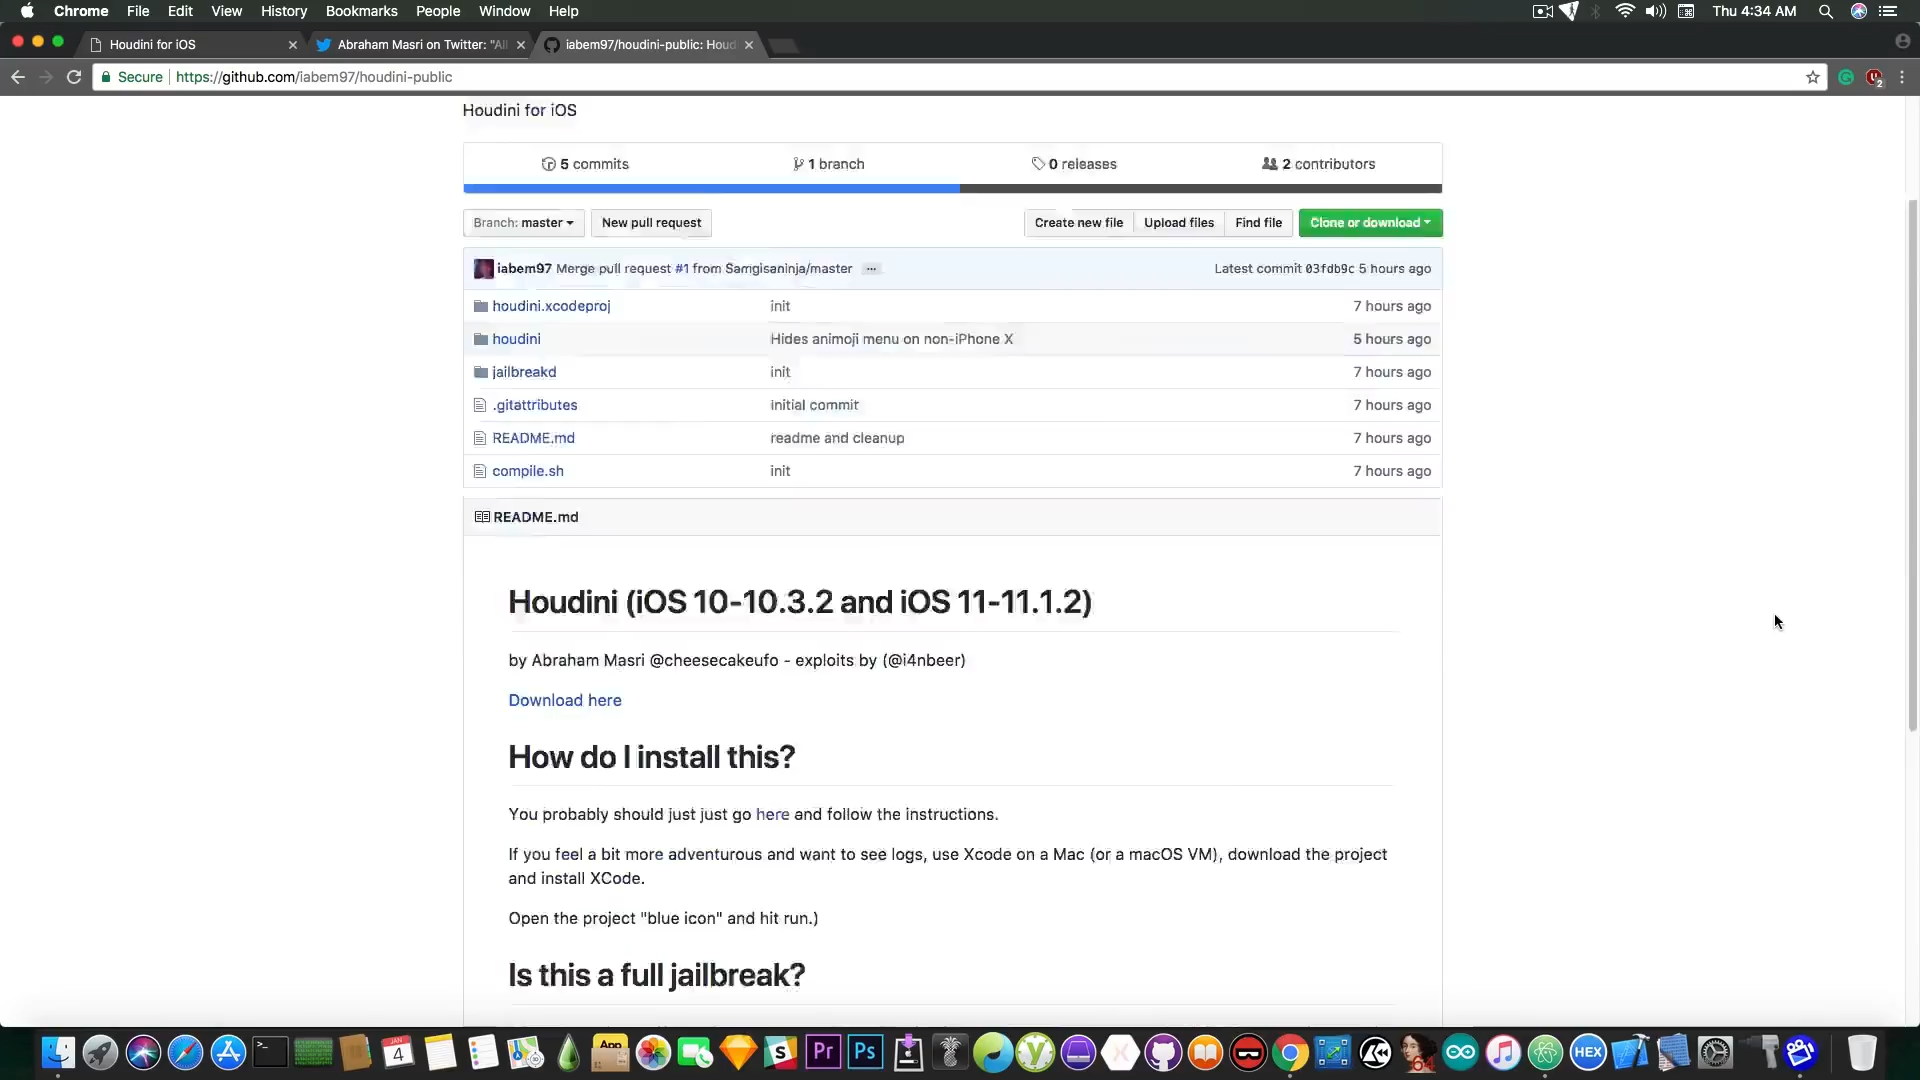 Chrome File Edit View History Bookmarks People Window Help Thu 4:34 AM
Houdini for iOS Abraham Masri on Twitter: "All iabem97/houdini-public: Houd
Secure https://github.com/iabem97/houdini-public 2
Houdini for iOS
5 commits 1 branch 0 releases 2 contributors
Branch: master New pull request Create new file Upload files Find file Clone or download
iabem97 Merge pull request #1 from Samgisaninja/master ... Latest commit 03fdb9c 5 hours ago
houdini.xcodeproj init 7 hours ago
houdini Hides animoji menu on non-iPhone X 5 hours ago
jailbreakd init 7 hours ago
.gitattributes initial commit 7 hours ago
README.md readme and cleanup 7 hours ago
compile.sh init 7 hours ago
README.md
Houdini (iOS 10-10.3.2 and iOS 11-11.1.2)
by Abraham Masri @cheesecakeufo - exploits by (@i4nbeer)
Download here
How do I install this?
You probably should just just go here and follow the instructions.
If you feel a bit more adventurous and want to see logs, use Xcode on a Mac (or a macOS VM), download the project
and install XCode.
Open the project "blue icon" and hit run.)
Is this a full jailbreak?
JAN 4 App Pr Ps 64 HEX